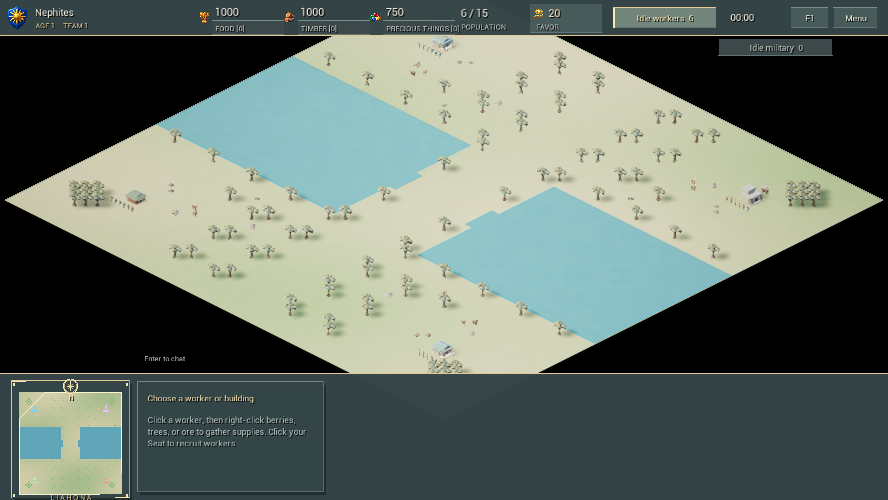 Nephites
AGE 1 TEAM 1
1000
FOOD [0]
1000
TIMBER [0]
750
PRECIOUS THINGS [0]
6 / 15
POPULATION
20
FAVOR
Idle workers 6
00:00
F1
Menu
Idle military 0
Enter to chat
N
LIAHONA
Choose a worker or building
Click a worker, then right-click berries,
trees, or ore to gather supplies. Click your
Seat to recruit workers.